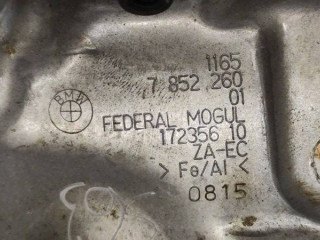 1165
7 852 260
01
BMW
FEDERAL MOGUL
172356 10
ZA-EC
> Fe/Al <
0815